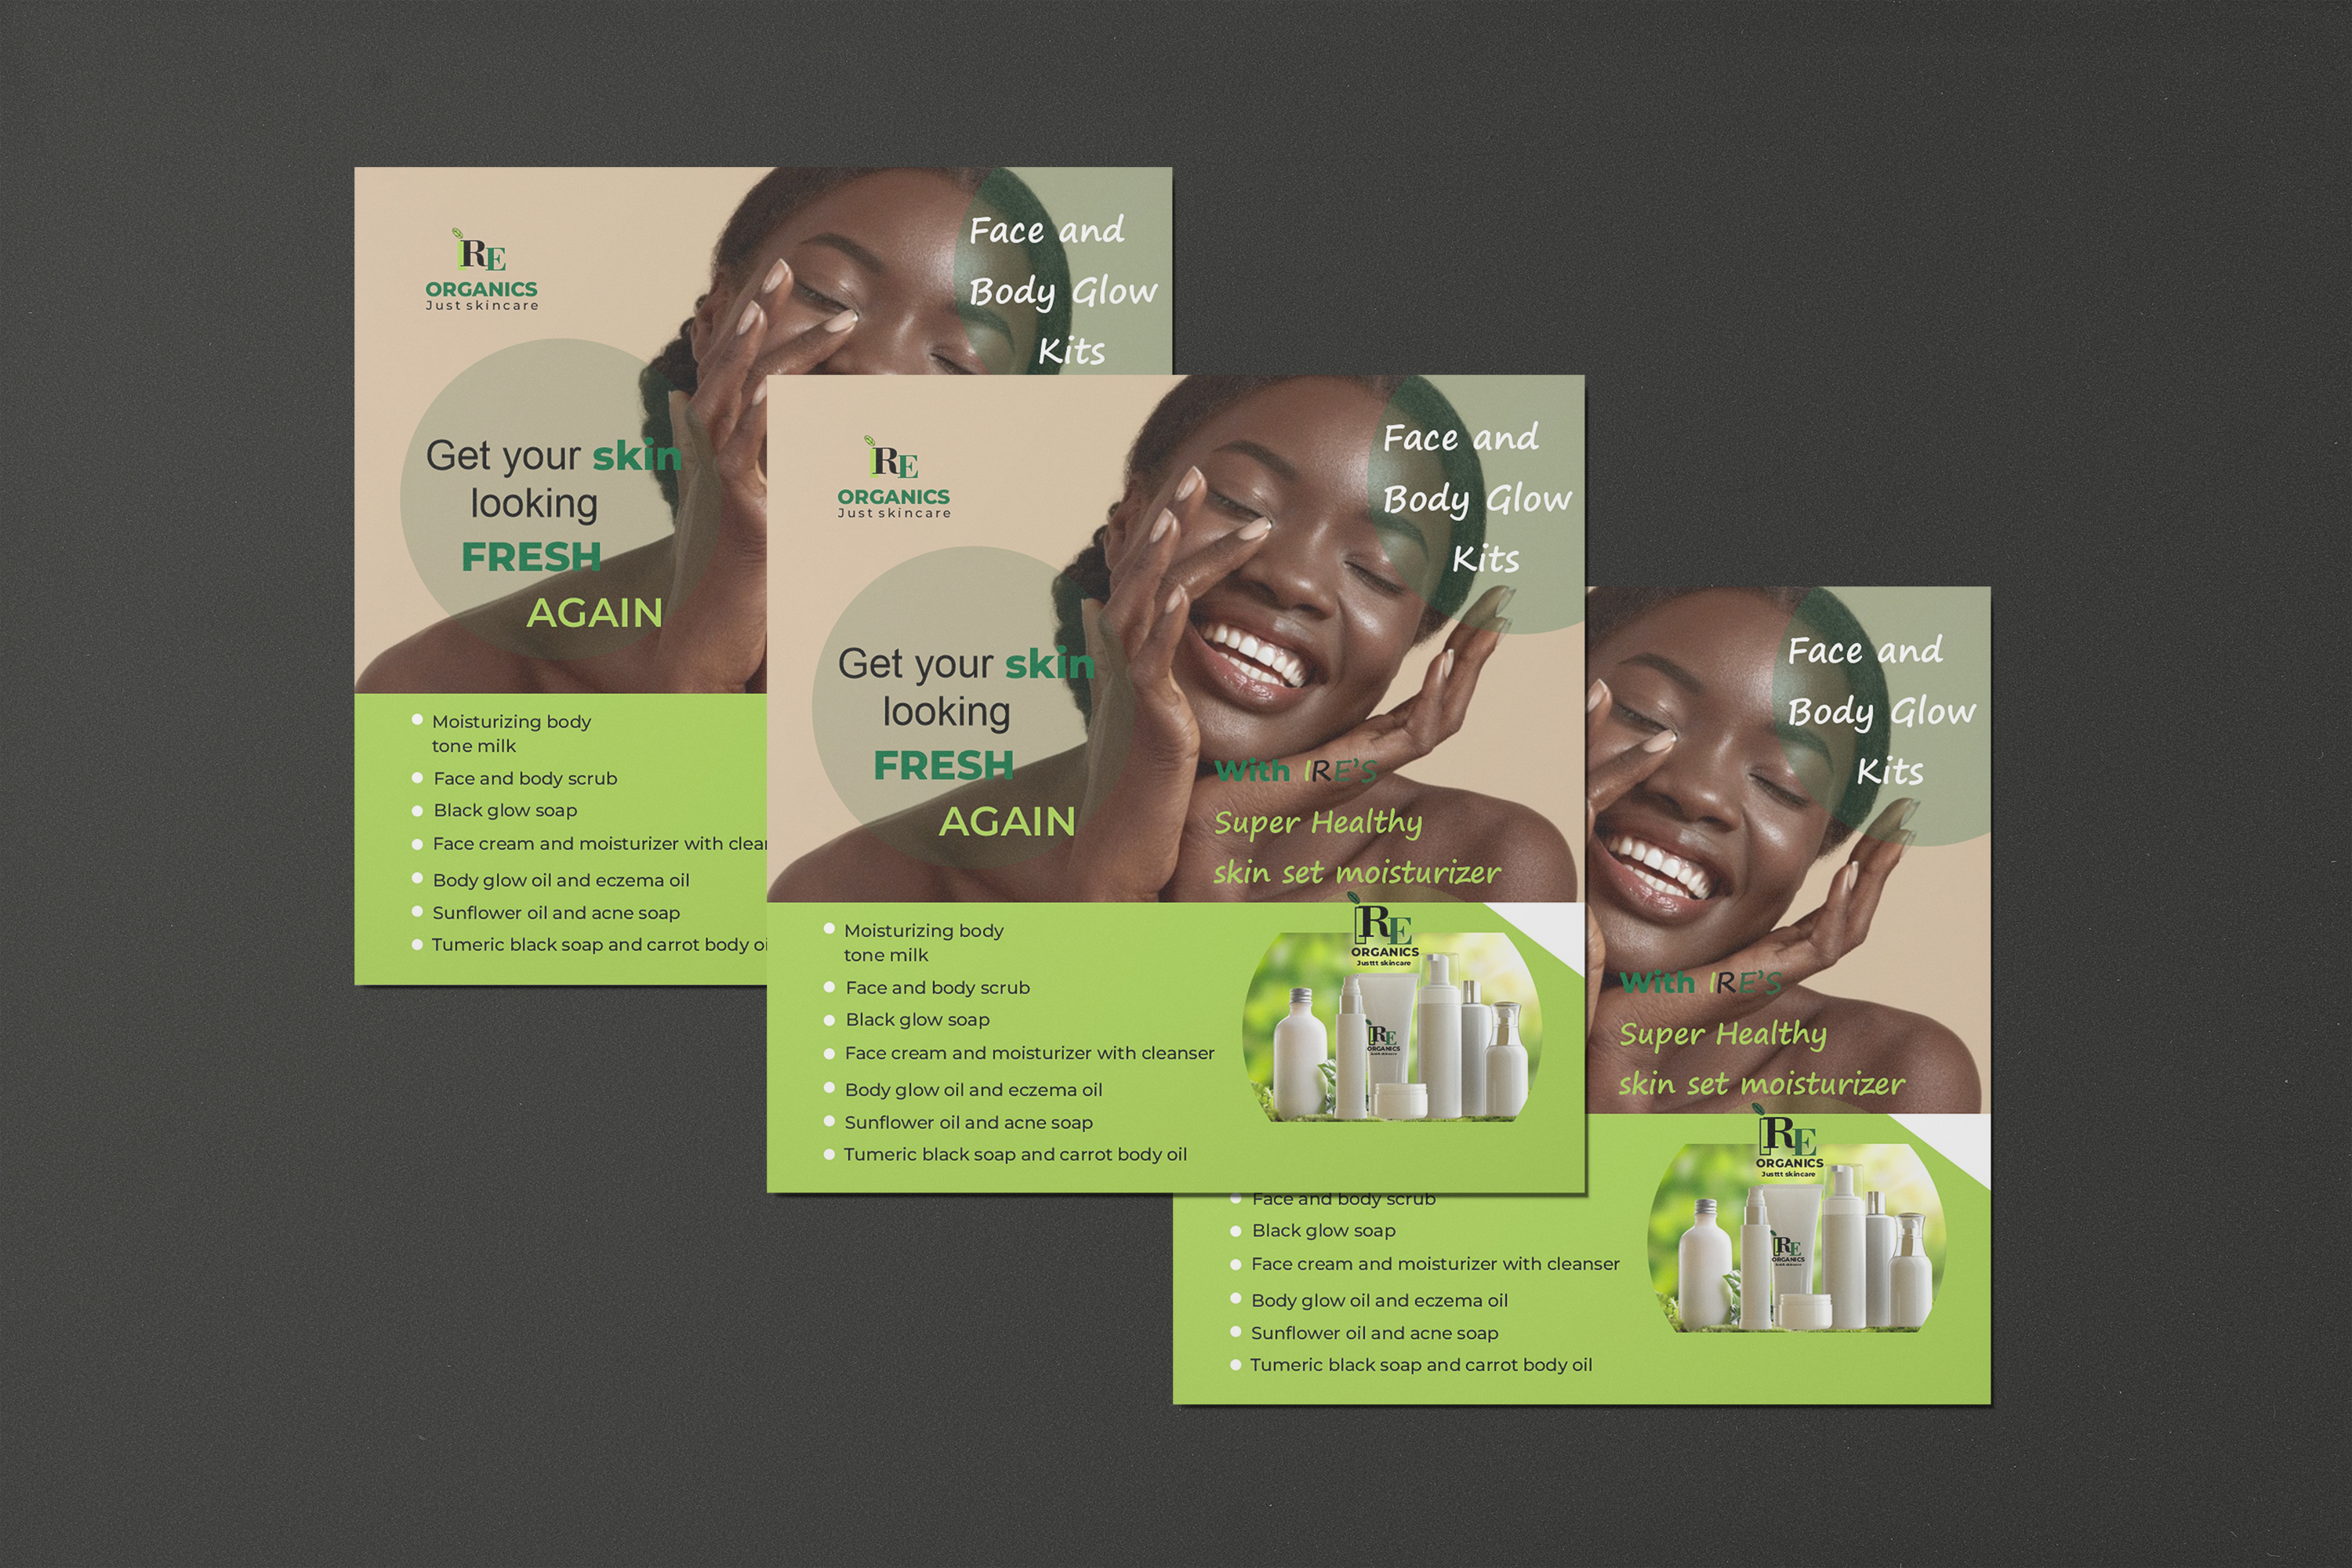 IRE
ORGANICS
Just skincare
Face and
Body Glow
Kits
Get your skin
looking
FRESH
AGAIN
Moisturizing body
tone milk
Face and body scrub
Black glow soap
Face cream and moisturizer with clean
Body glow oil and eczema oil
Sunflower oil and acne soap
Tumeric black soap and carrot body oi
IRE
ORGANICS
Just skincare
Face and
Body Glow
Kits
Get your skin
looking
FRESH
AGAIN
With IRE'S
Super Healthy
skin set moisturizer
Moisturizing body
tone milk
Face and body scrub
Black glow soap
Face cream and moisturizer with cleanser
Body glow oil and eczema oil
Sunflower oil and acne soap
Tumeric black soap and carrot body oil
IRE
ORGANICS
Justtt skincare
IRE
ORGANICS
Face and
Body Glow
Kits
With IRE'S
Super Healthy
skin set moisturizer
Face and body scrub
Black glow soap
Face cream and moisturizer with cleanser
Body glow oil and eczema oil
Sunflower oil and acne soap
Tumeric black soap and carrot body oil
IRE
ORGANICS
Justtt skincare
IRE
ORGANICS